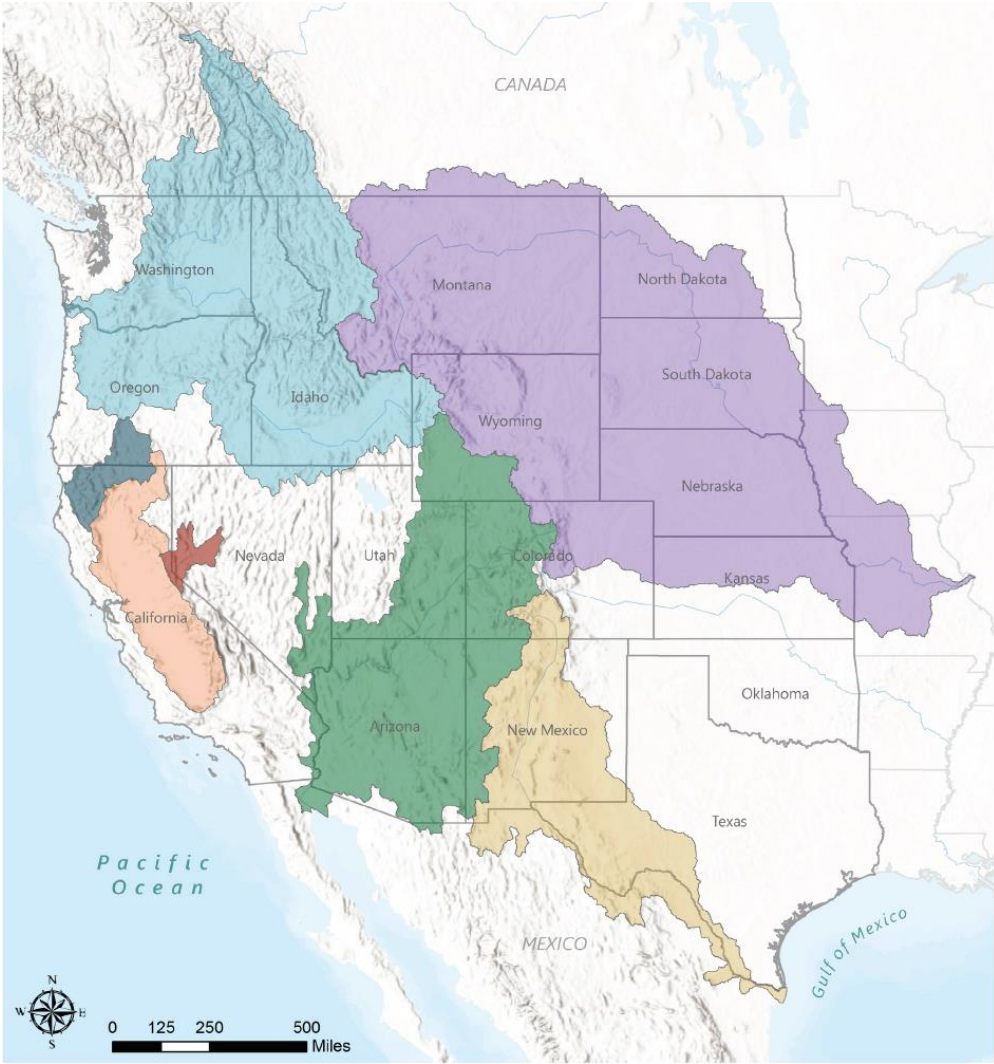 CANADA
Washington
Montana
North Dakota
Oregon
Idaho
South Dakota
Wyoming
Nebraska
Nevada
Utah
Colorado
Kansas
California
Oklahoma
Arizona
New Mexico
Texas
Pacific
Ocean
MEXICO
Gulf of Mexico
N
W E
S
0 125 250 500
Miles